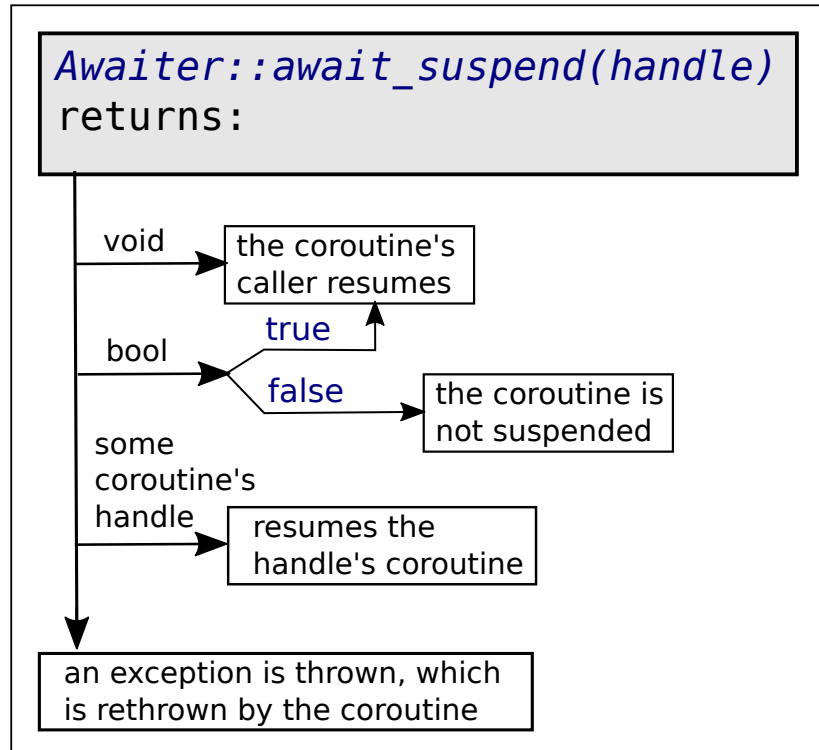 Awaiter::await_suspend(handle)
returns:
void
the coroutine's
caller resumes
true
bool
false
the coroutine is
not suspended
some
coroutine's
handle
resumes the
handle's coroutine
an exception is thrown, which
is rethrown by the coroutine